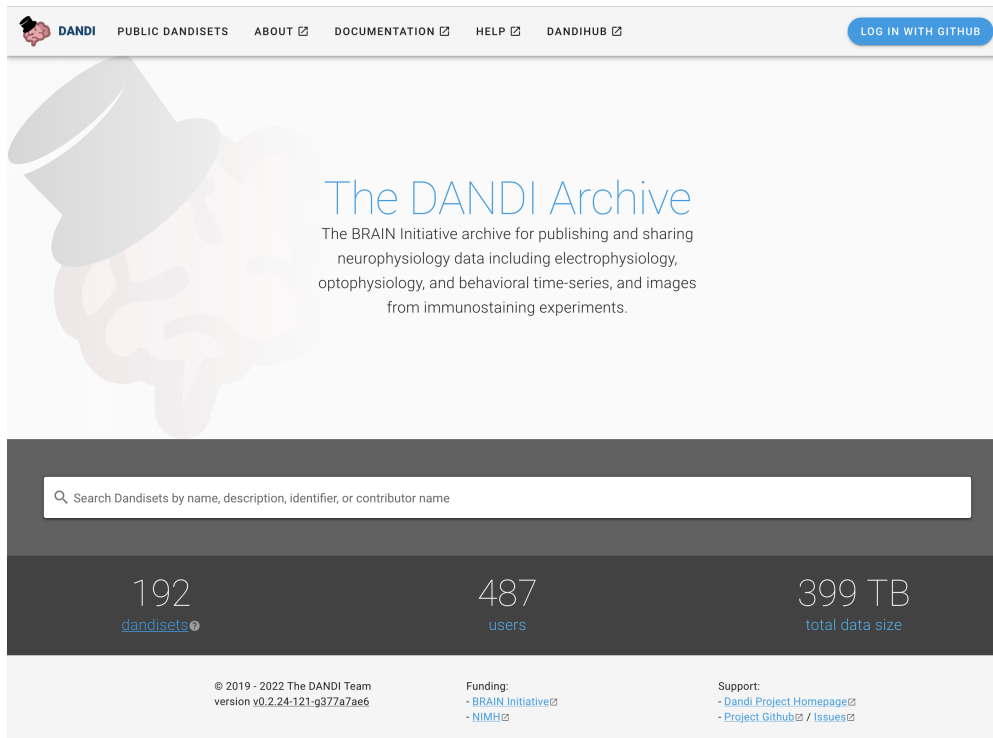 DANDI PUBLIC DANDISETS ABOUT DOCUMENTATION HELP DANDIHUB LOG IN WITH GITHUB
The DANDI Archive
The BRAIN Initiative archive for publishing and sharing
neurophysiology data including electrophysiology,
optophysiology, and behavioral time-series, and images
from immunostaining experiments.
Search Dandisets by name, description, identifier, or contributor name
192 487 399 TB
dandisets users total data size
© 2019 - 2022 The DANDI Team
version v0.2.24-121-g377a7ae6
Funding:
- BRAIN Initiative
- NIMH
Support:
- Dandi Project Homepage
- Project Github / Issues